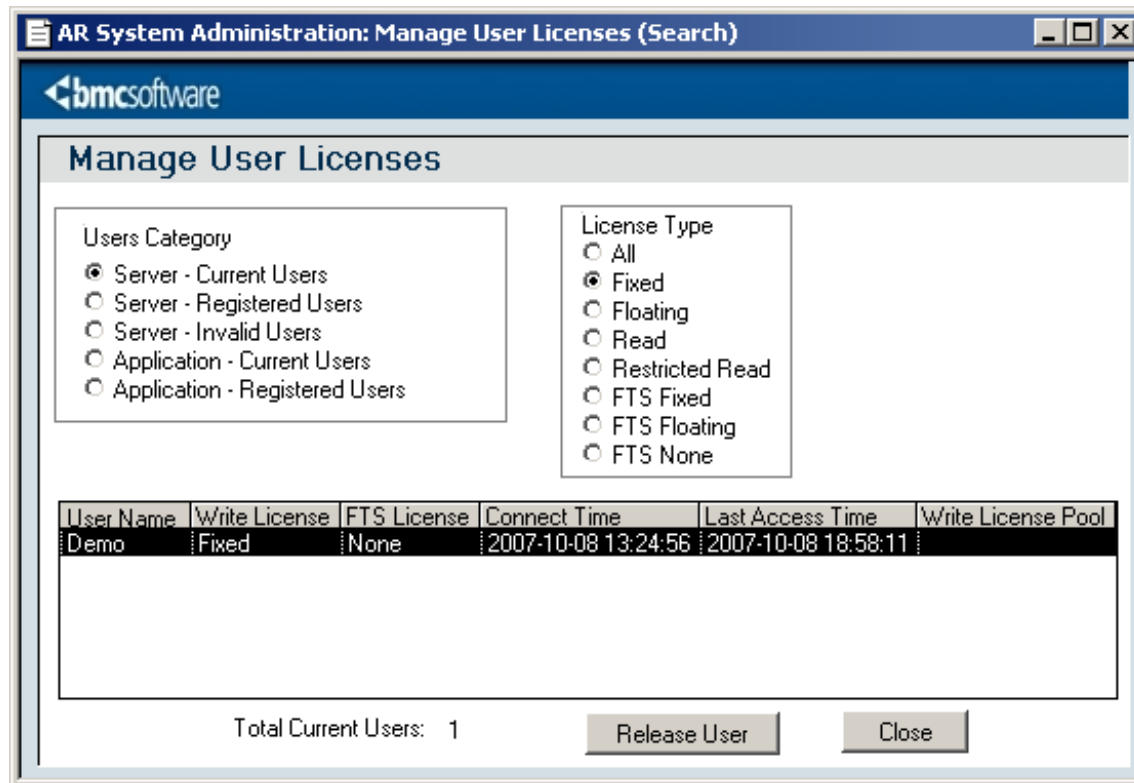 AR System Administration: Manage User Licenses (Search)
bmcsoftware
Manage User Licenses
Users Category
Server - Current Users
Server - Registered Users
Server - Invalid Users
Application - Current Users
Application - Registered Users
License Type
All
Fixed
Floating
Read
Restricted Read
FTS Fixed
FTS Floating
FTS None
User Name Write License FTS License Connect Time Last Access Time Write License Pool
Demo Fixed None 2007-10-08 13:24:56 2007-10-08 18:58:11
Total Current Users: 1 Release User Close